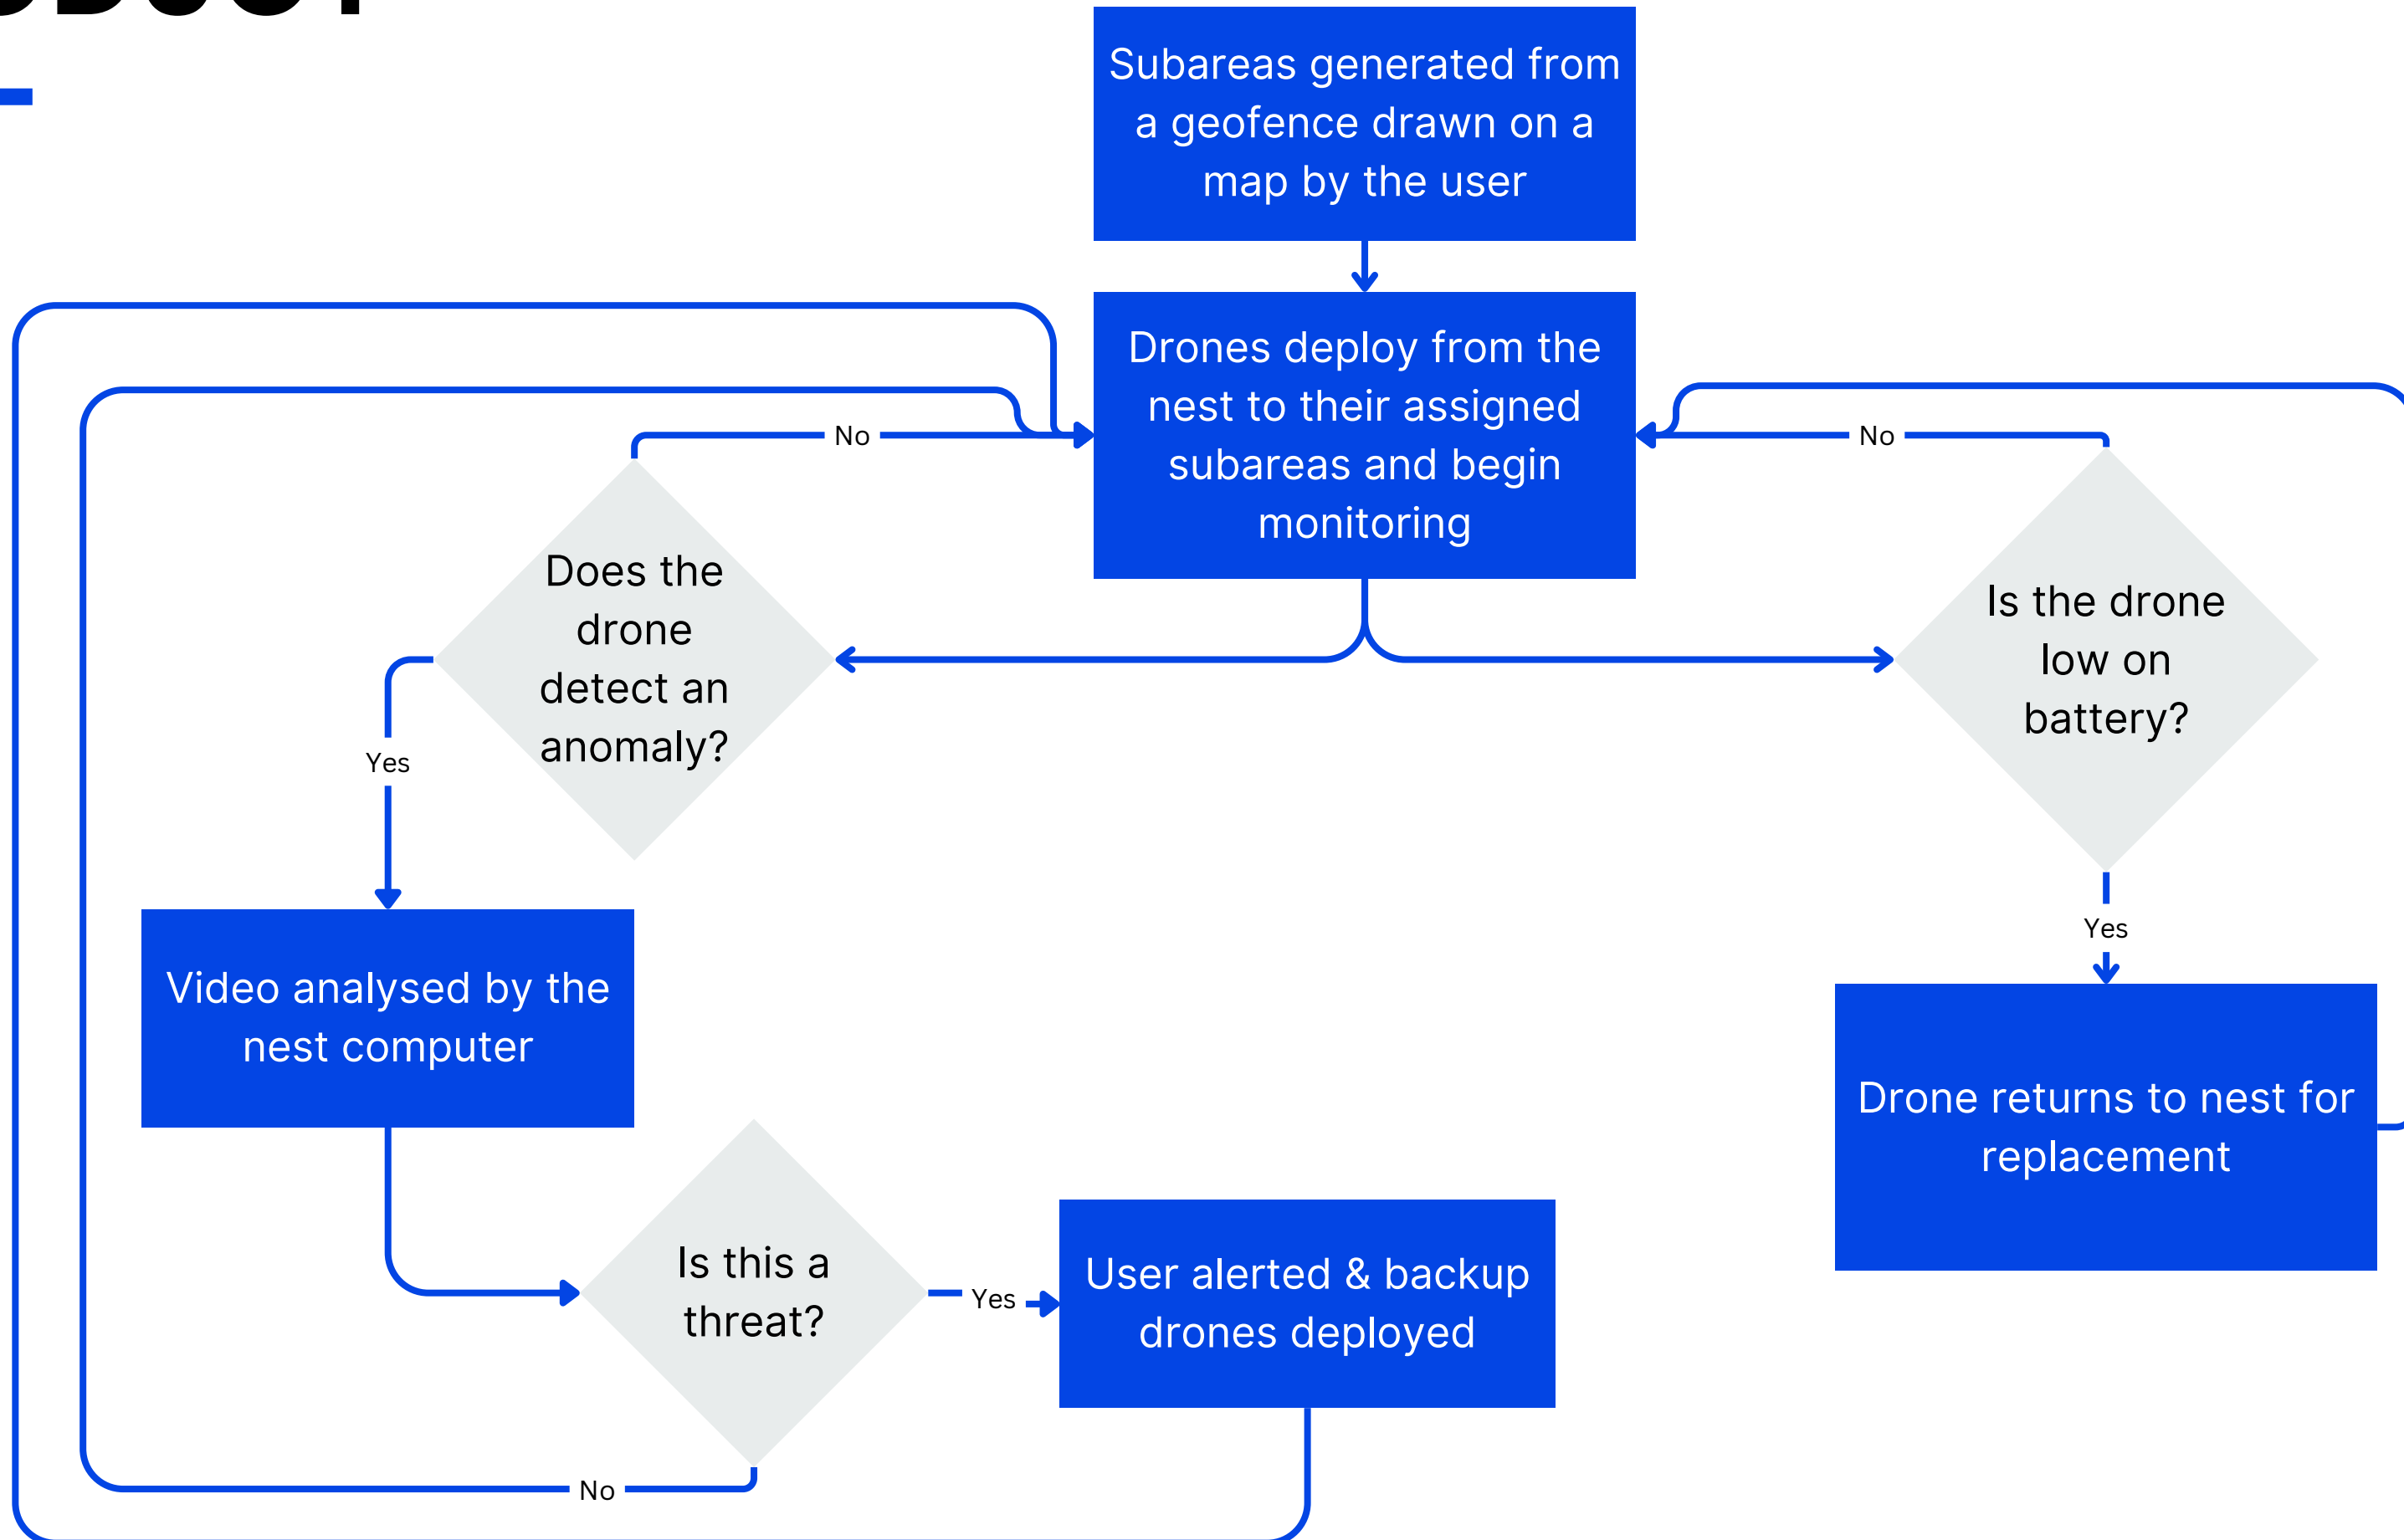 Subareas generated from
a geofence drawn on a
map by the user
Drones deploy from the
nest to their assigned
subareas and begin
monitoring
No
No
Does the
drone
detect an
anomaly?
Is the drone
low on
battery?
Yes
Yes
Video analysed by the
nest computer
Drone returns to nest for
replacement
Is this a
threat?
Yes
User alerted & backup
drones deployed
No